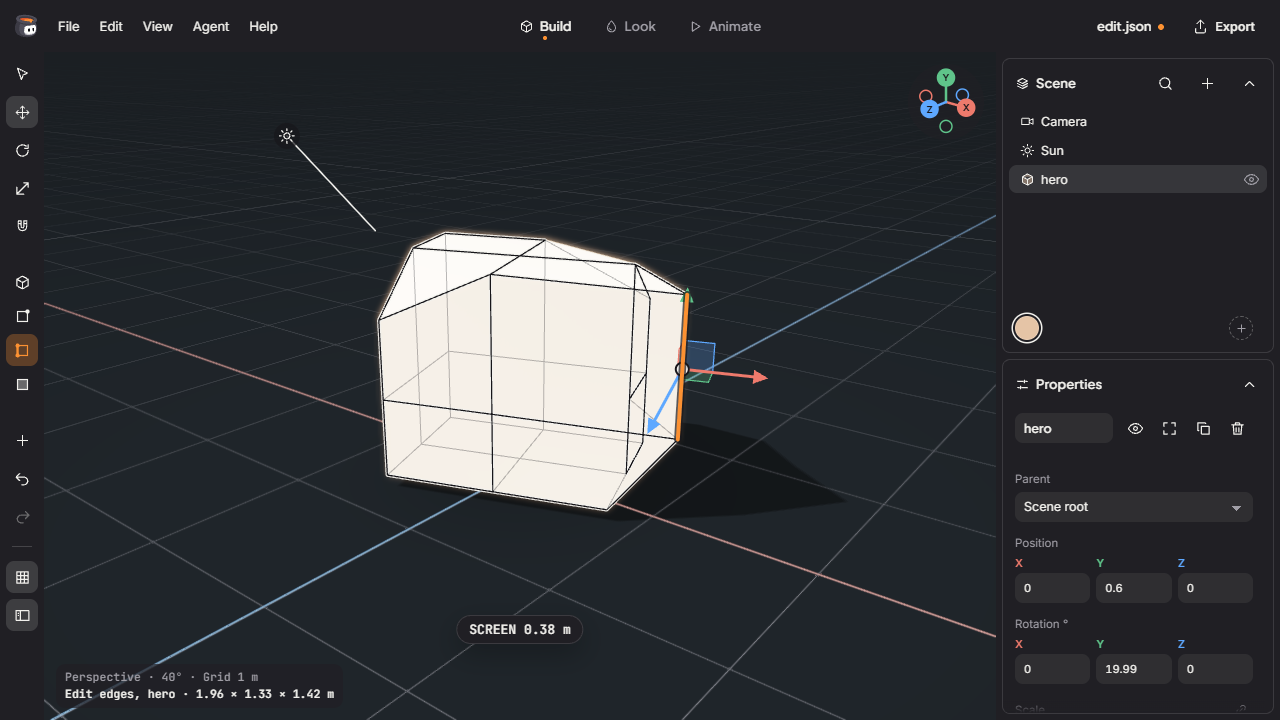 File Edit View Agent Help
Build Look Animate
edit.json Export
Y
Z X
Scene
Camera
Sun
hero
Properties
hero
Parent
Scene root
Position
X Y Z
0 0.6 0
Rotation °
X Y Z
0 19.99 0
Scale
SCREEN 0.38 m
Perspective · 40° · Grid 1 m
Edit edges, hero · 1.96 × 1.33 × 1.42 m